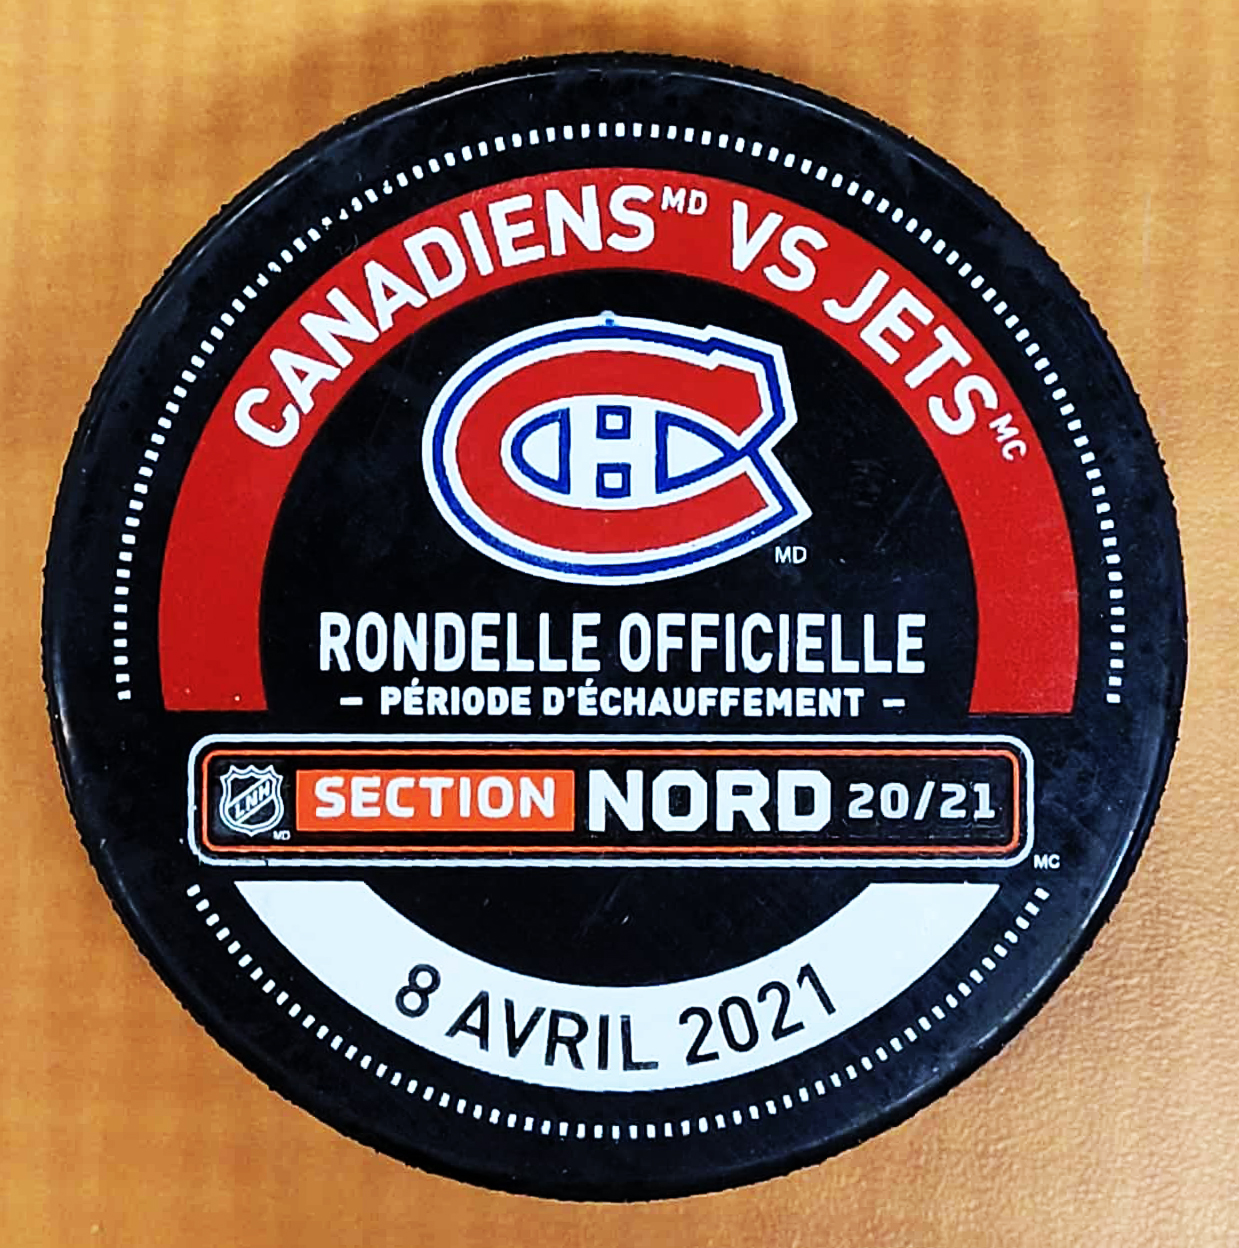 CANADIENS MD VS JETS MC
CH
MD
RONDELLE OFFICIELLE
- PÉRIODE D'ÉCHAUFFEMENT -
LNH MD SECTION NORD 20/21 MC
8 AVRIL 2021